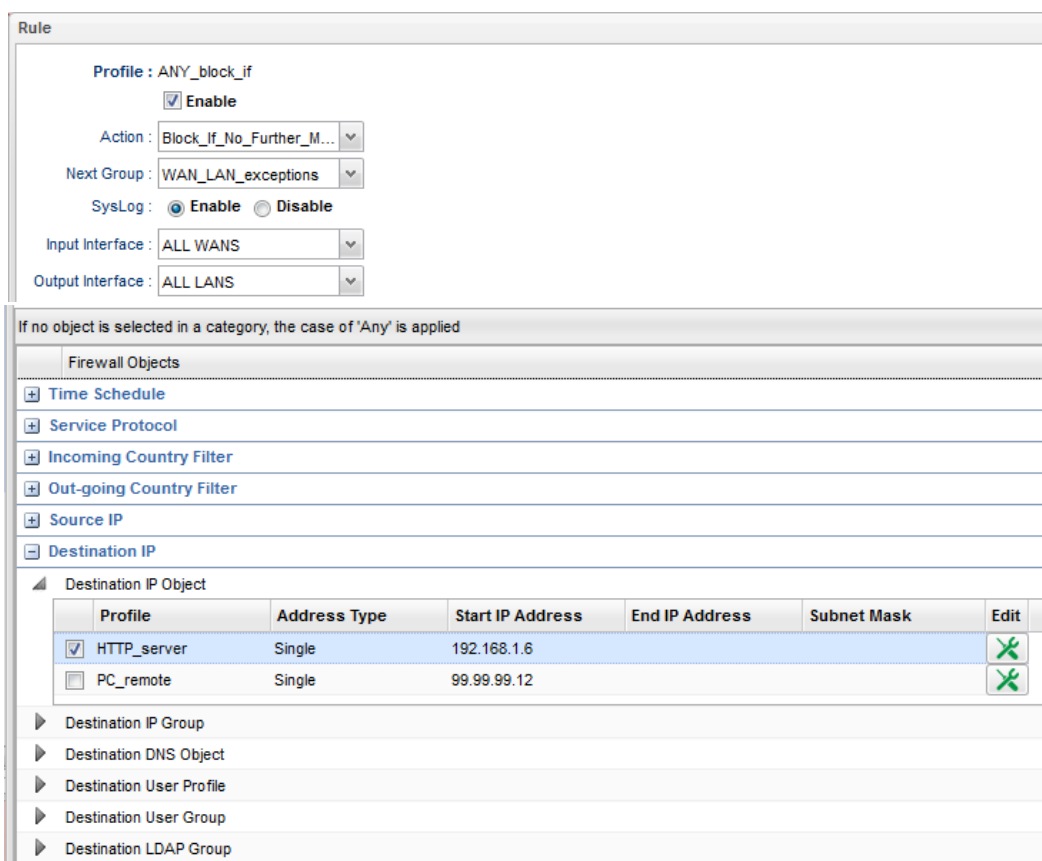 Rule
Profile : ANY_block_if
Enable
Action : Block_If_No_Further_M...
Next Group : WAN_LAN_exceptions
SysLog : Enable Disable
Input Interface : ALL WANS
Output Interface : ALL LANS
If no object is selected in a category, the case of 'Any' is applied
Firewall Objects
Time Schedule
Service Protocol
Incoming Country Filter
Out-going Country Filter
Source IP
Destination IP
Destination IP Object
Profile Address Type Start IP Address End IP Address Subnet Mask Edit
HTTP_server Single 192.168.1.6
PC_remote Single 99.99.99.12
Destination IP Group
Destination DNS Object
Destination User Profile
Destination User Group
Destination LDAP Group